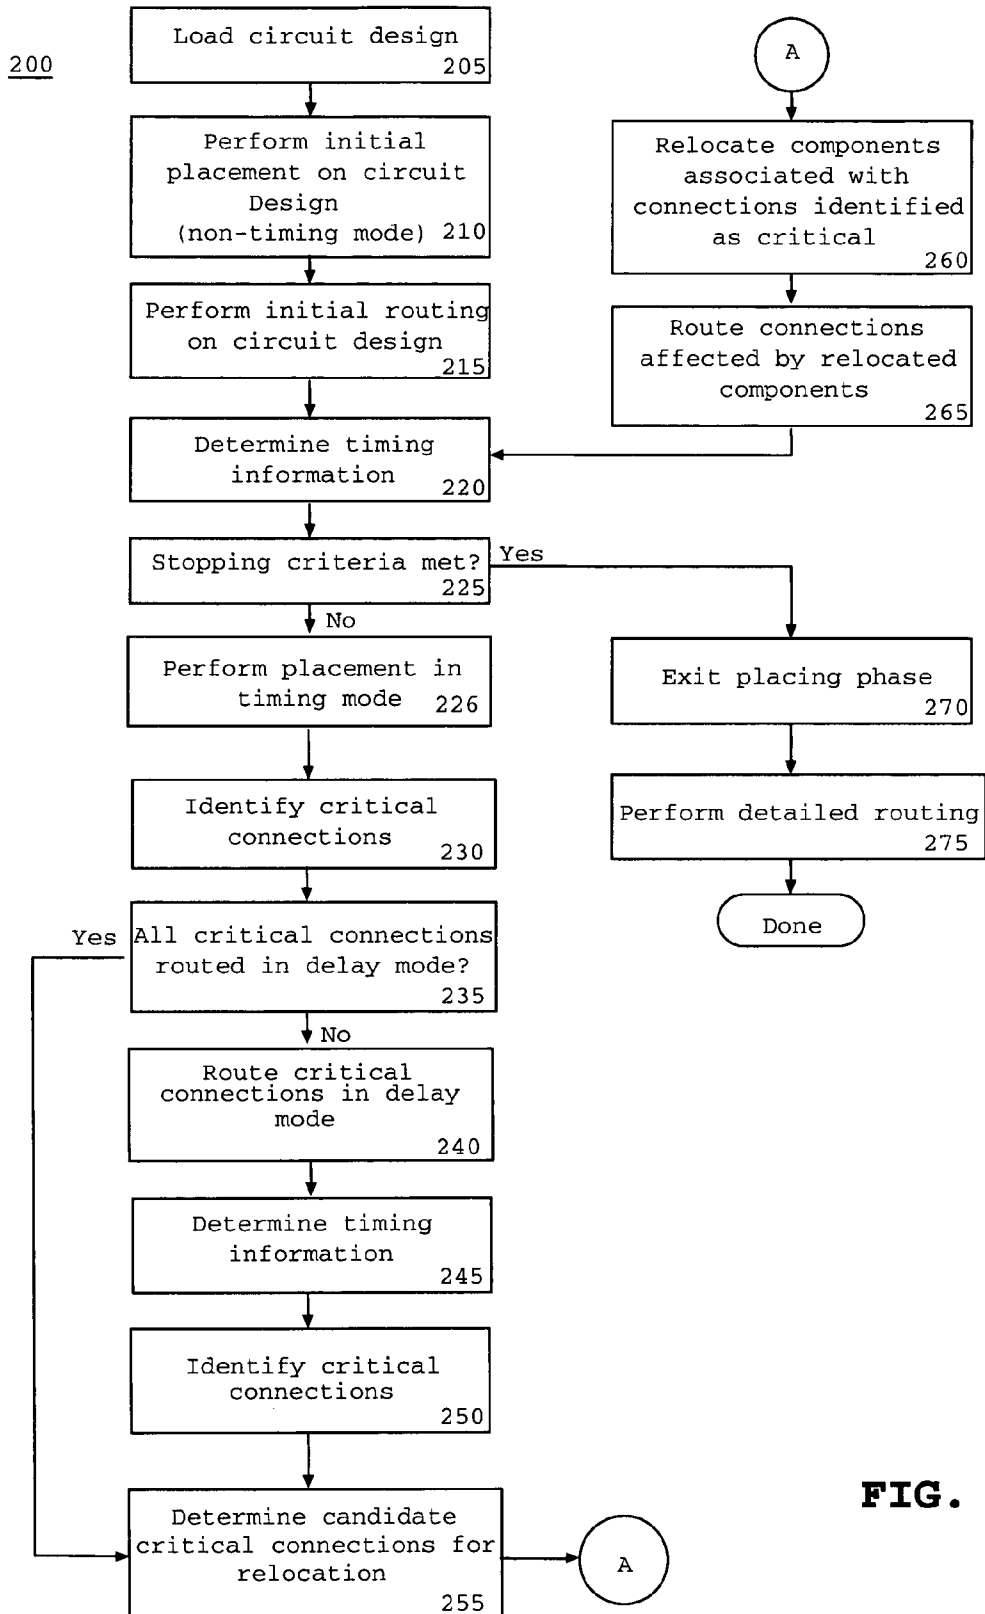 200
Load circuit design
205
Perform initial
placement on circuit
Design
(non-timing mode) 210
Perform initial routing
on circuit design
215
Determine timing
information
220
Stopping criteria met?
225
Yes
No
Perform placement in
timing mode
226
Identify critical
connections
230
Yes
All critical connections
routed in delay mode?
235
No
Route critical
connections in delay
mode
240
Determine timing
information
245
Identify critical
connections
250
Determine candidate
critical connections for
relocation
255
A
A
Relocate components
associated with
connections identified
as critical
260
Route connections
affected by relocated
components
265
Exit placing phase
270
Perform detailed routing
275
Done
FIG.